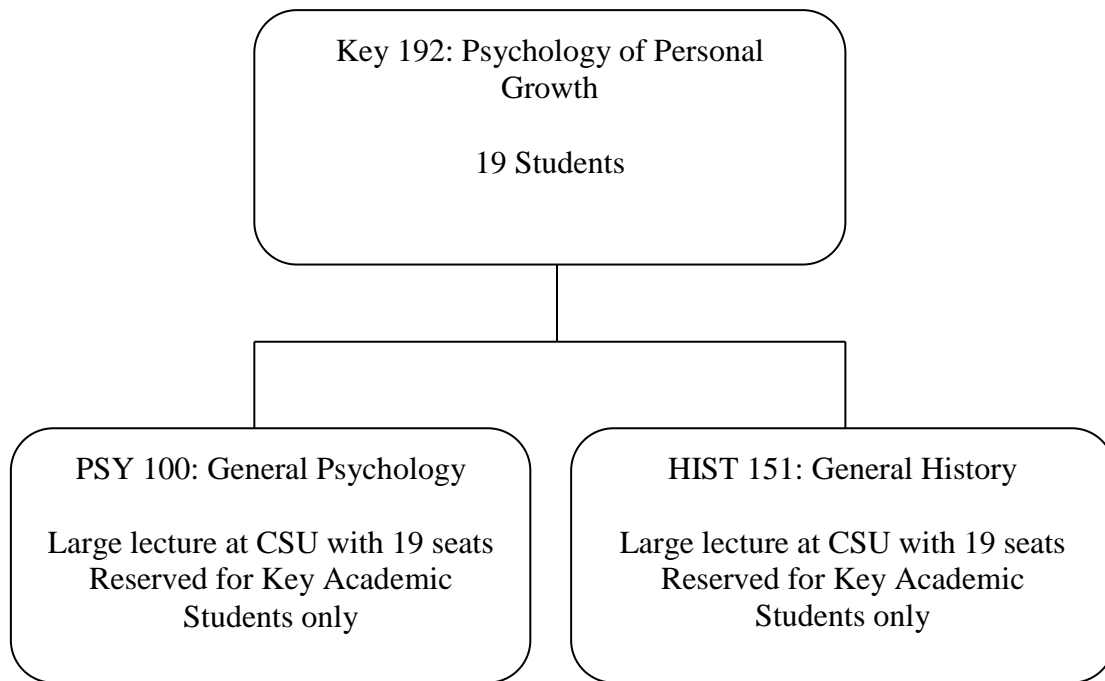 Key 192: Psychology of Personal
Growth
19 Students
PSY 100: General Psychology
Large lecture at CSU with 19 seats
Reserved for Key Academic
Students only
HIST 151: General History
Large lecture at CSU with 19 seats
Reserved for Key Academic
Students only